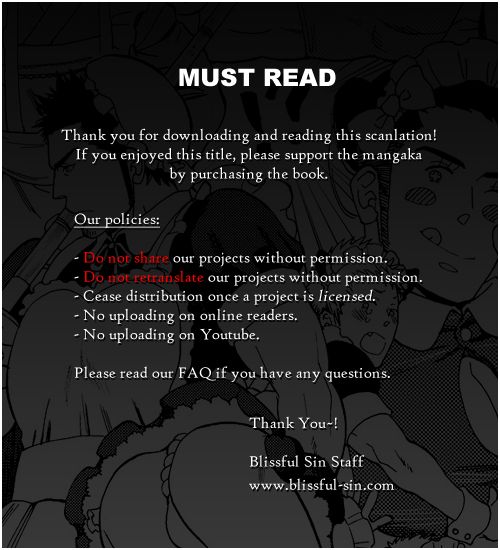 MUST READ
Thank you for downloading and reading this scanlation!
If you enjoyed this title, please support the mangaka
by purchasing the book.
Our policies:
- Do not share our projects without permission.
- Do not retranslate our projects without permission.
- Cease distribution once a project is licensed.
- No uploading on online readers.
- No uploading on Youtube.
Please read our FAQ if you have any questions.
Thank You~!
Blissful Sin Staff
www.blissful-sin.com